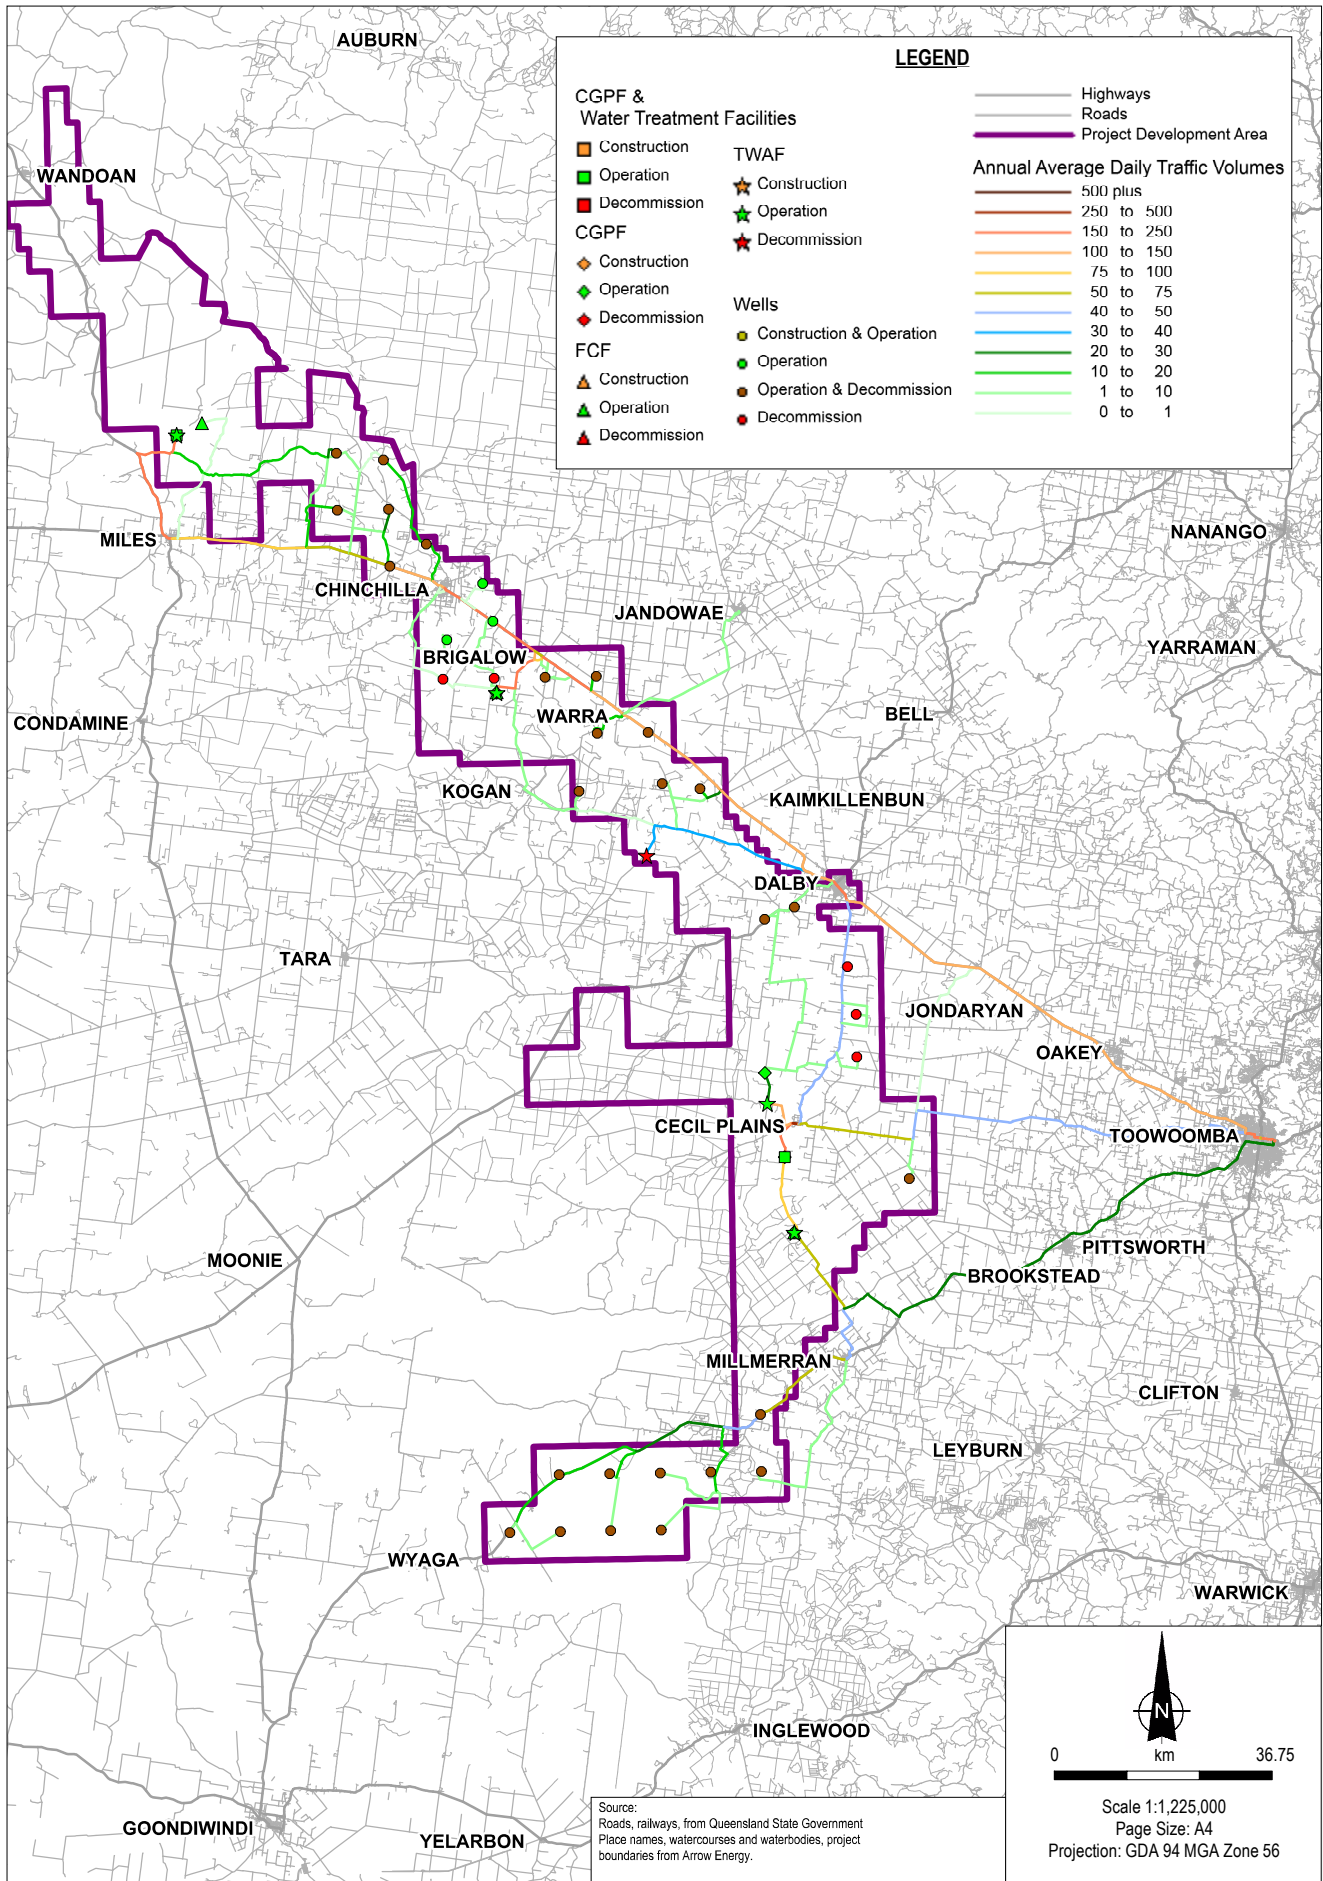 LEGEND
CGPF &
Water Treatment Facilities
Construction
Operation
Decommission
CGPF
Construction
Operation
Decommission
FCF
Construction
Operation
Decommission
TWAF
Construction
Operation
Decommission
Wells
Construction & Operation
Operation
Operation & Decommission
Decommission
Highways
Roads
Project Development Area
Annual Average Daily Traffic Volumes
500 plus
250 to 500
150 to 250
100 to 150
75 to 100
50 to 75
40 to 50
30 to 40
20 to 30
10 to 20
1 to 10
0 to 1
AUBURN
WANDOAN
MILES
NANANGO
CHINCHILLA
JANDOWAE
YARRAMAN
BRIGALOW
CONDAMINE
WARRA
BELL
KOGAN
KAIMKILLENBUN
DALBY
TARA
JONDARYAN
OAKEY
CECIL PLAINS
TOOWOOMBA
MOONIE
PITTSWORTH
BROOKSTEAD
MILLMERRAN
CLIFTON
LEYBURN
WYAGA
WARWICK
INGLEWOOD
GOONDIWINDI
YELARBON
Source:
Roads, railways, from Queensland State Government
Place names, watercourses and waterbodies, project
boundaries from Arrow Energy.
N
0 km 36.75
Scale 1:1,225,000
Page Size: A4
Projection: GDA 94 MGA Zone 56